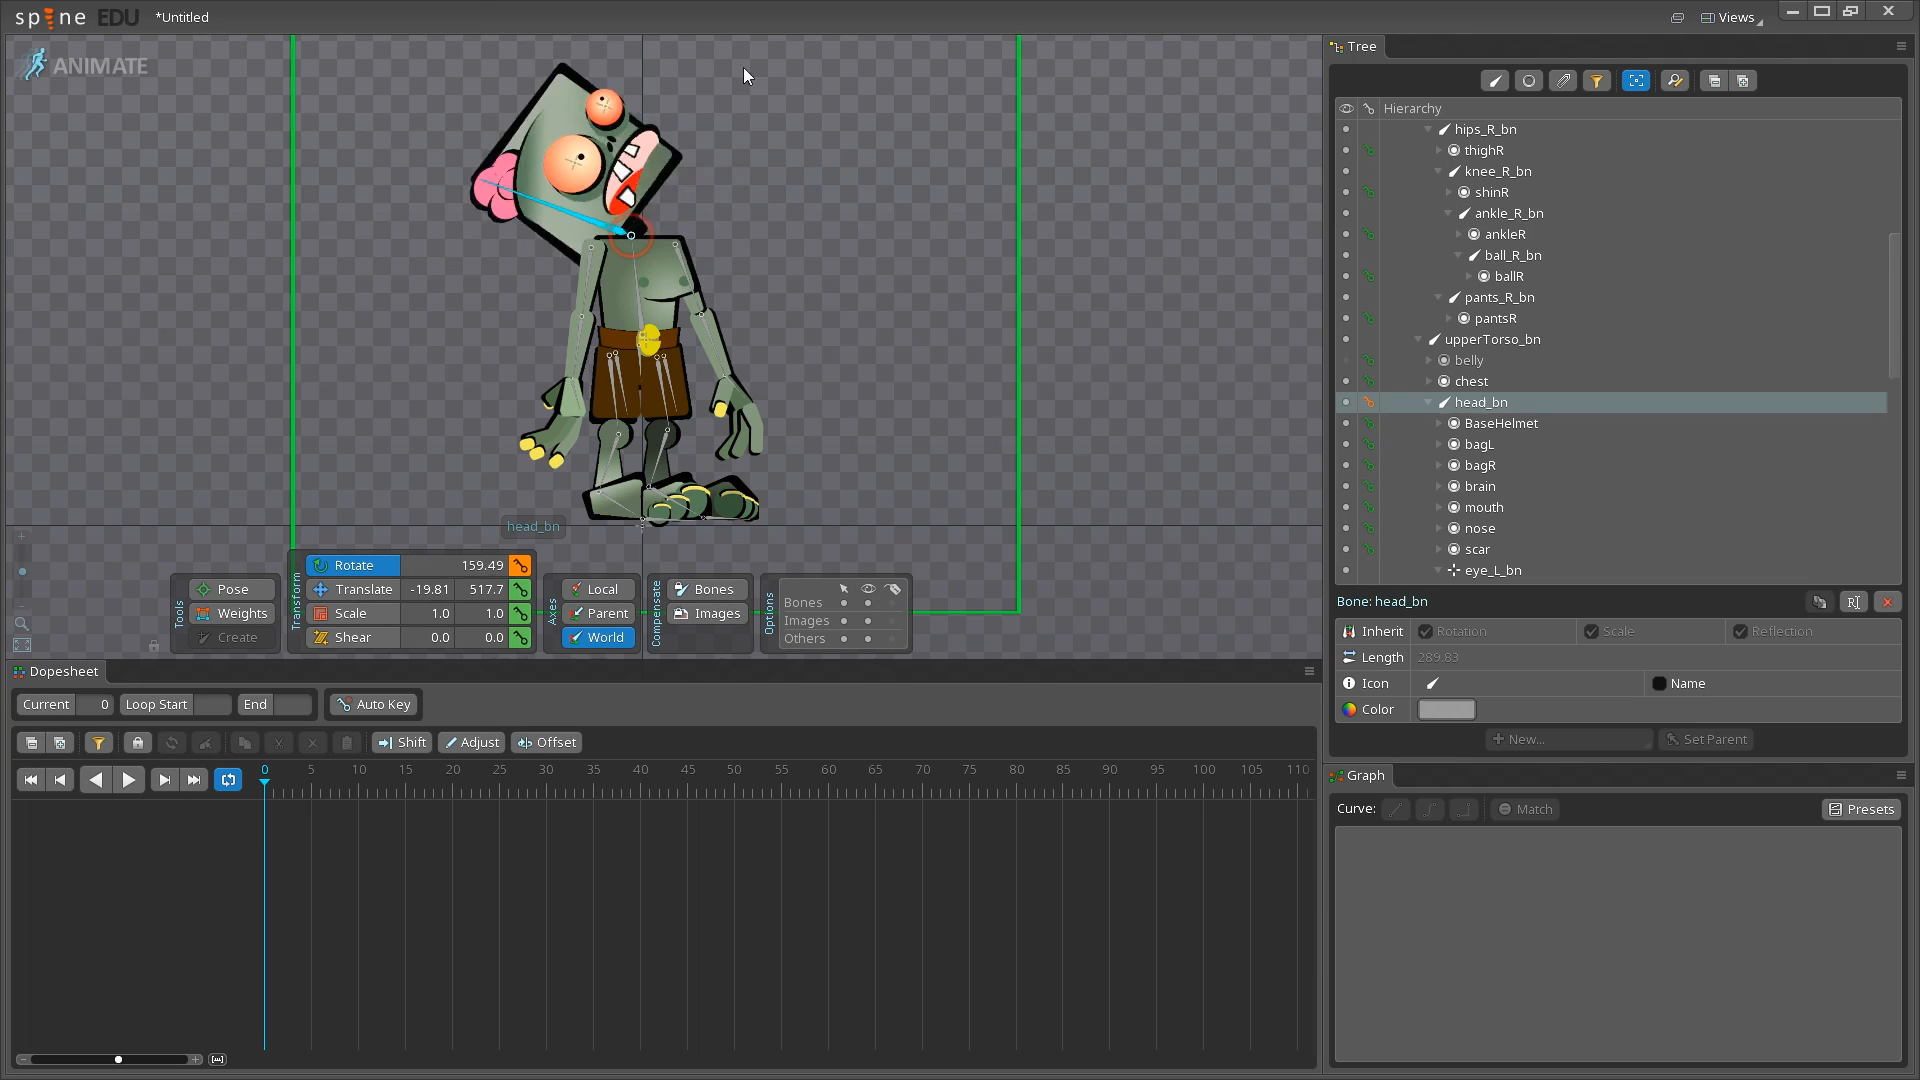 spine EDU *Untitled Views
ANIMATE
Tree
Hierarchy
hips_R_bn
thighR
knee_R_bn
shinR
ankle_R_bn
ankleR
ball_R_bn
ballR
pants_R_bn
pantsR
upperTorso_bn
belly
chest
head_bn
BaseHelmet
bagL
bagR
brain
mouth
nose
scar
eye_L_bn
head_bn
Tools
Pose
Weights
Create
Transform
Rotate 159.49
Translate -19.81 517.7
Scale 1.0 1.0
Shear 0.0 0.0
Axes
Local
Parent
World
Compensate
Bones
Images
Options
Bones
Images
Others
Bone: head_bn
Inherit Rotation Scale Reflection
Length 289.83
Icon Name
Color
New... Set Parent
Dopesheet
Current 0 Loop Start End Auto Key
Shift Adjust Offset
0 5 10 15 20 25 30 35 40 45 50 55 60 65 70 75 80 85 90 95 100 105 110
Graph
Curve: Match Presets